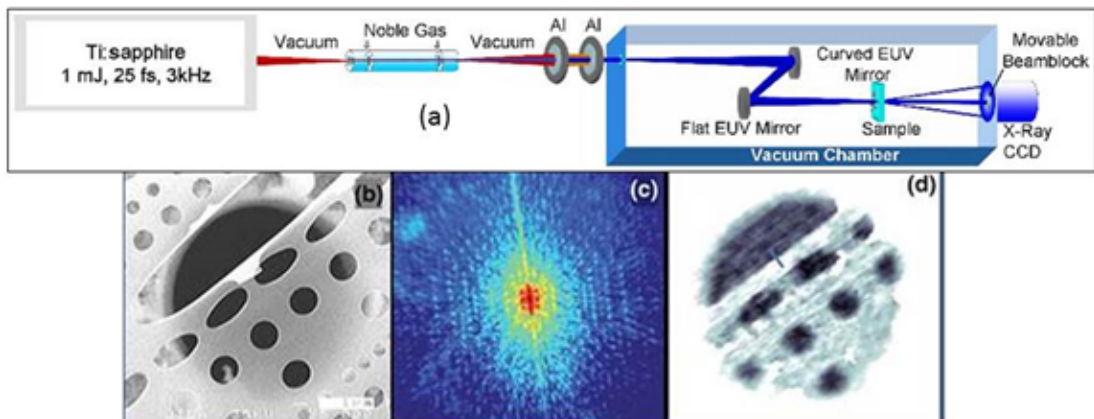 Ti:sapphire
1 mJ, 25 fs, 3kHz
Vacuum
Noble Gas
Vacuum
Al
Al
(a)
Curved EUV
Mirror
Movable
Beamblock
Flat EUV Mirror
Sample
X-Ray
CCD
Vacuum Chamber
(b)
(c)
(d)